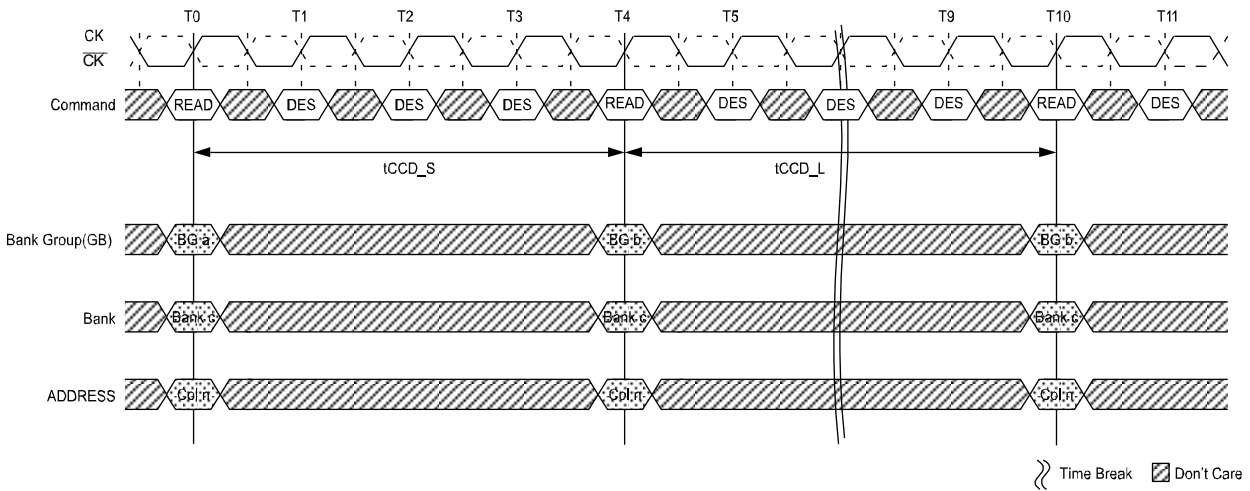 T0 T1 T2 T3 T4 T5 T9 T10 T11
CK
CK
Command READ DES DES DES READ DES DES DES READ DES
tCCD_S tCCD_L
Bank Group(GB) BG a BG b BG b
Bank Bank c Bank c Bank c
ADDRESS Col n Col n Col n
Time Break Don't Care